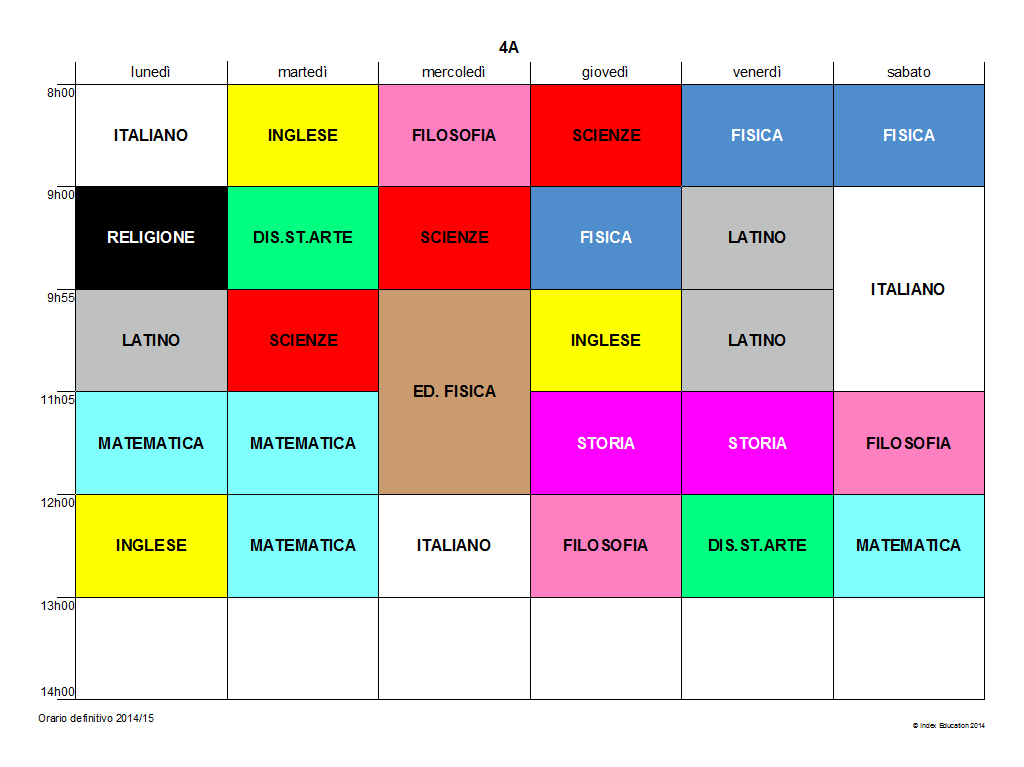 4A
lunedì martedì mercoledì giovedì venerdì sabato
8h00
ITALIANO INGLESE FILOSOFIA SCIENZE FISICA FISICA
9h00
RELIGIONE DIS.ST.ARTE SCIENZE FISICA LATINO
ITALIANO
9h55
LATINO SCIENZE INGLESE LATINO
ED. FISICA
11h05
MATEMATICA MATEMATICA STORIA STORIA FILOSOFIA
12h00
INGLESE MATEMATICA ITALIANO FILOSOFIA DIS.ST.ARTE MATEMATICA
13h00
14h00
Orario definitivo 2014/15
© Index Education 2014